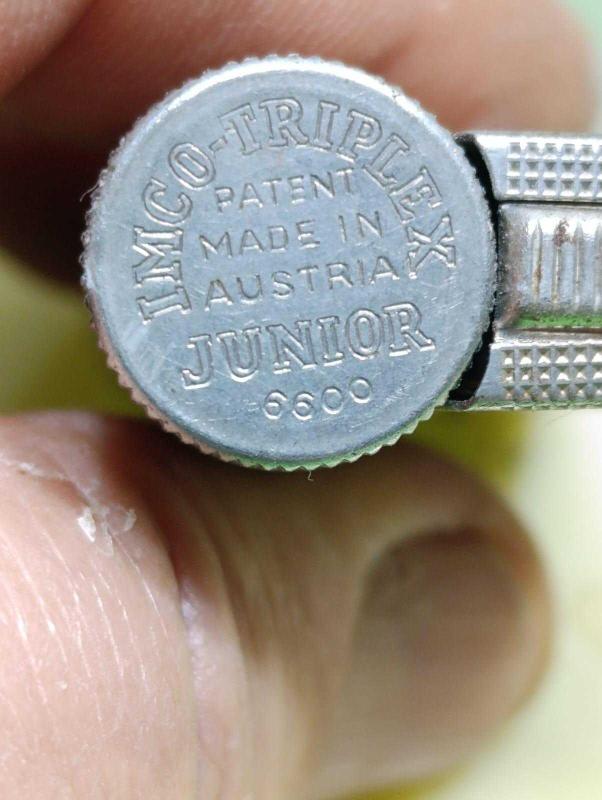 IMCO-TRIPLEX
PATENT
MADE IN
AUSTRIA
JUNIOR
6600